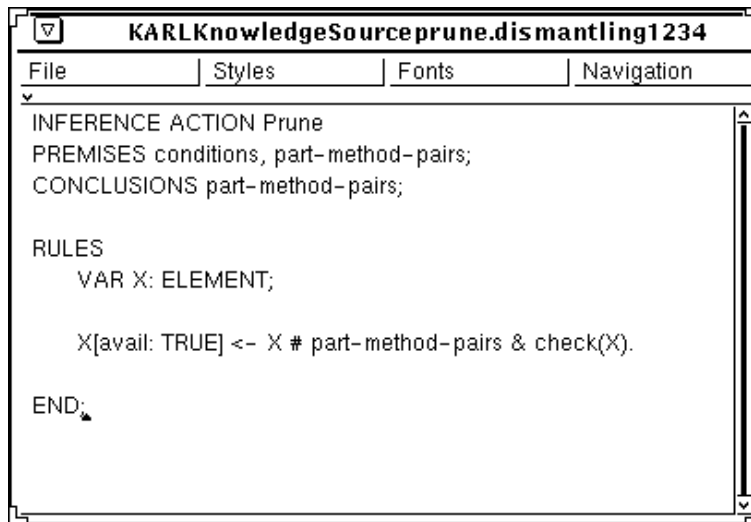 KARLKnowledgeSourceprune.dismantling1234
File Styles Fonts Navigation
INFERENCE ACTION Prune
PREMISES conditions, part-method-pairs;
CONCLUSIONS part-method-pairs;
RULES
VAR X: ELEMENT;
X[avail: TRUE] <- X # part-method-pairs & check(X).
END;